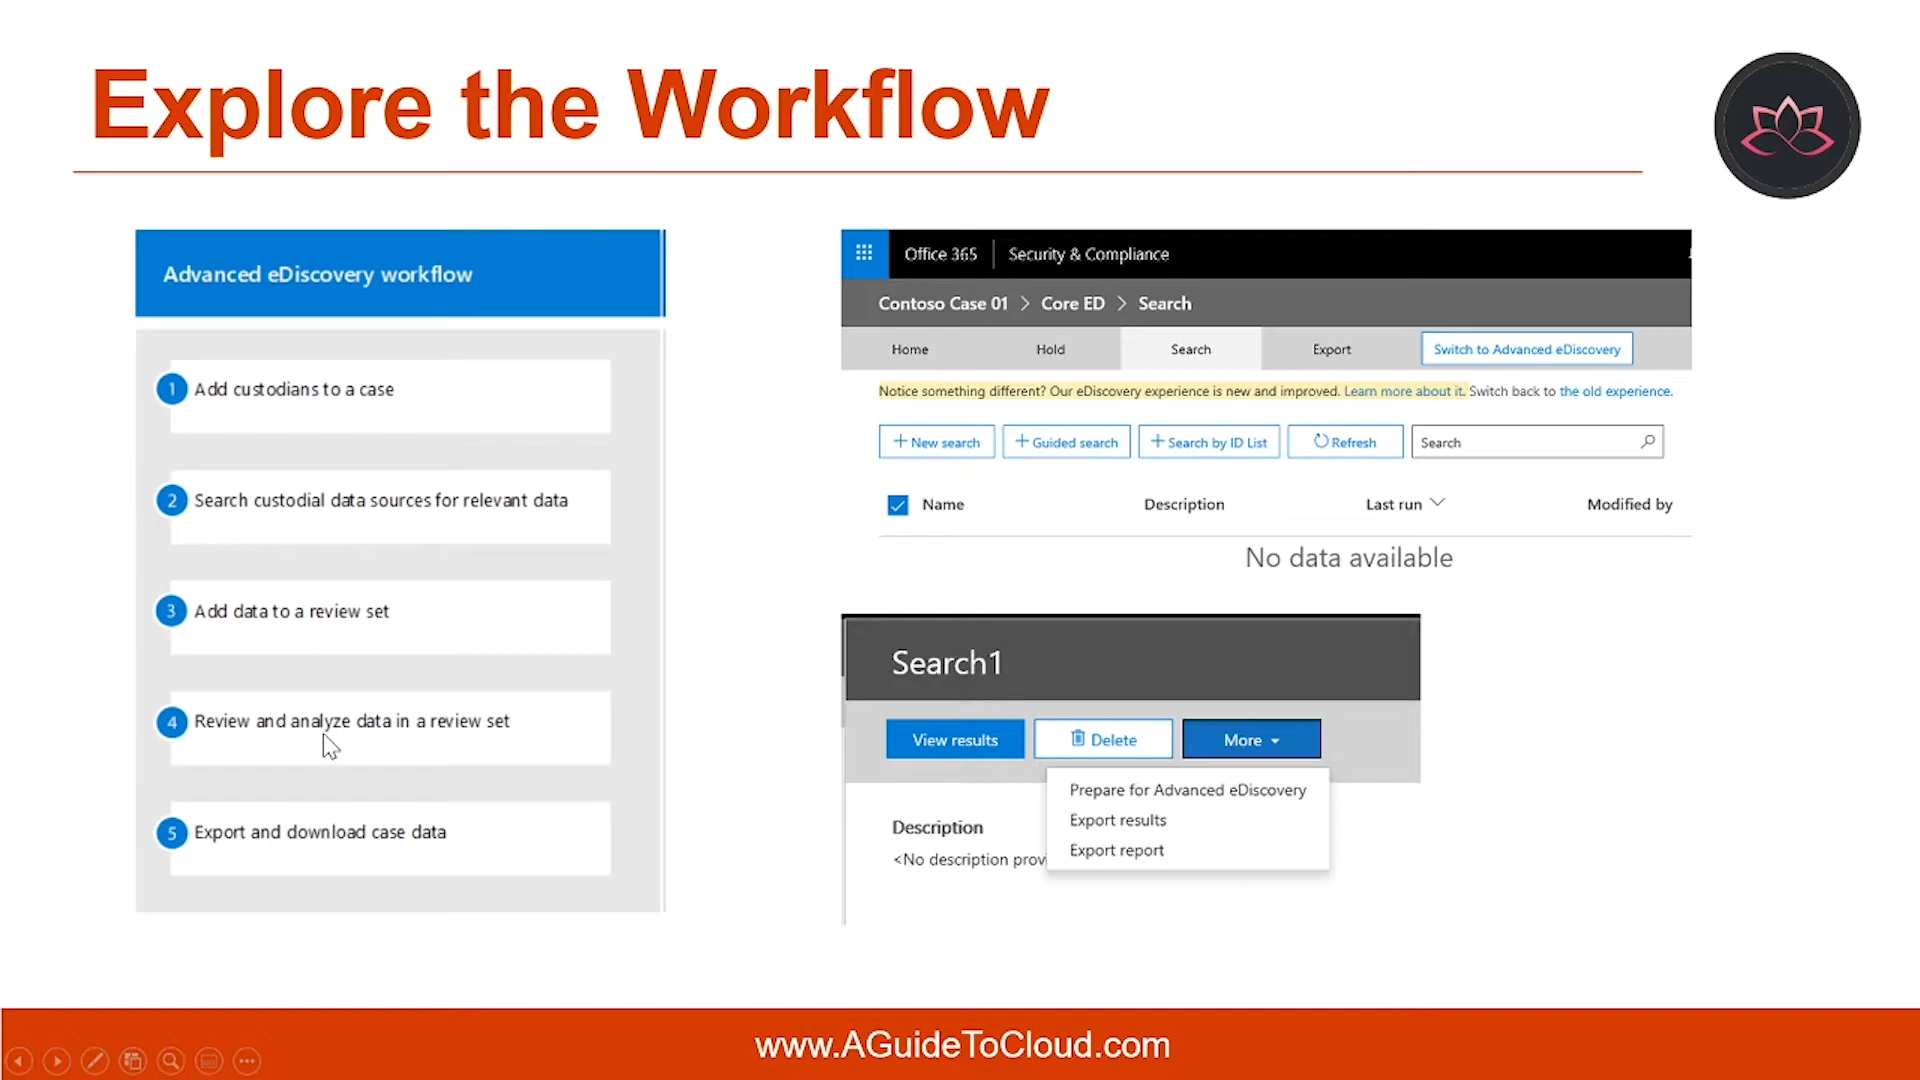 Explore the Workflow
Advanced eDiscovery workflow
1 Add custodians to a case
2 Search custodial data sources for relevant data
3 Add data to a review set
4 Review and analyze data in a review set
5 Export and download case data
Office 365 Security & Compliance
Contoso Case 01 > Core ED > Search
Home Hold Search Export Switch to Advanced eDiscovery
Notice something different? Our eDiscovery experience is new and improved. Learn more about it. Switch back to the old experience.
+ New search + Guided search + Search by ID List Refresh Search
Name Description Last run Modified by
No data available
Search1
View results Delete More
Prepare for Advanced eDiscovery
Export results
Export report
Description
<No description provi
www.AGuideToCloud.com